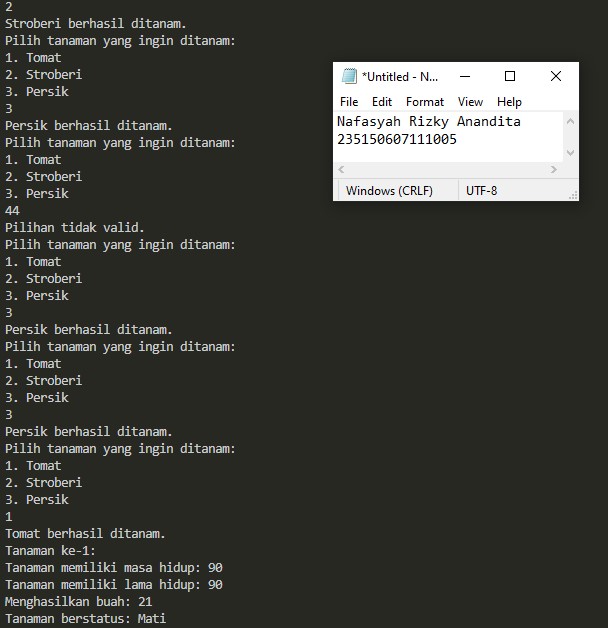 2
Stroberi berhasil ditanam.
Pilih tanaman yang ingin ditanam:
1. Tomat
2. Stroberi
3. Persik
3
Persik berhasil ditanam.
Pilih tanaman yang ingin ditanam:
1. Tomat
2. Stroberi
3. Persik
44
Pilihan tidak valid.
Pilih tanaman yang ingin ditanam:
1. Tomat
2. Stroberi
3. Persik
3
Persik berhasil ditanam.
Pilih tanaman yang ingin ditanam:
1. Tomat
2. Stroberi
3. Persik
3
Persik berhasil ditanam.
Pilih tanaman yang ingin ditanam:
1. Tomat
2. Stroberi
3. Persik
1
Tomat berhasil ditanam.
Tanaman ke-1:
Tanaman memiliki masa hidup: 90
Tanaman memiliki lama hidup: 90
Menghasilkan buah: 21
Tanaman berstatus: Mati
*Untitled - N...
File Edit Format View Help
Nafasyah Rizky Anandita
235150607111005
Windows (CRLF) UTF-8